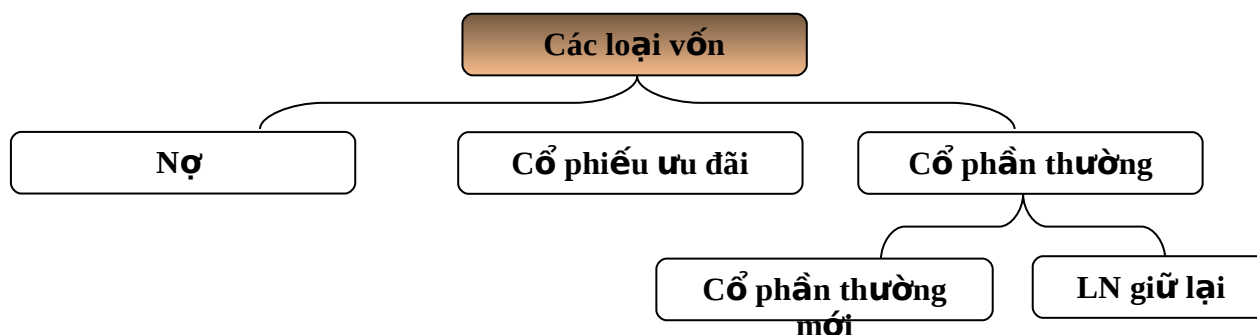 Các loại vốn
Nợ
Cổ phiếu ưu đãi
Cổ phần thường
Cổ phần thường
mới
LN giữ lại